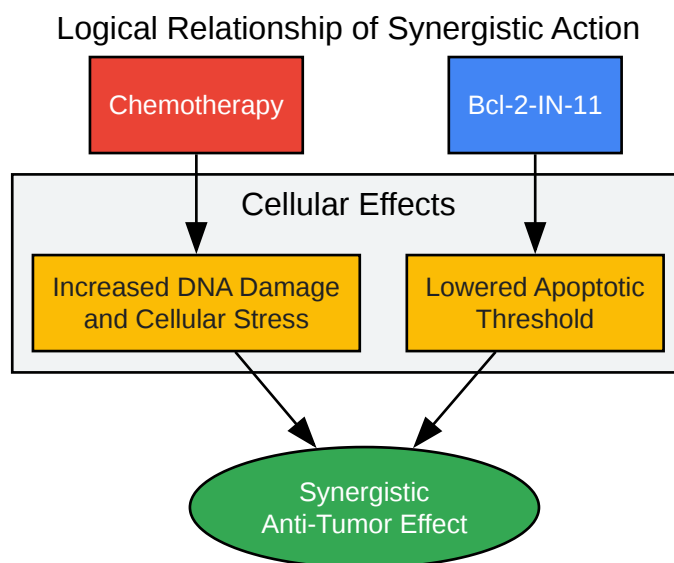 Logical Relationship of Synergistic Action
Chemotherapy
Bcl-2-IN-11
Cellular Effects
Increased DNA Damage
and Cellular Stress
Lowered Apoptotic
Threshold
Synergistic
Anti-Tumor Effect